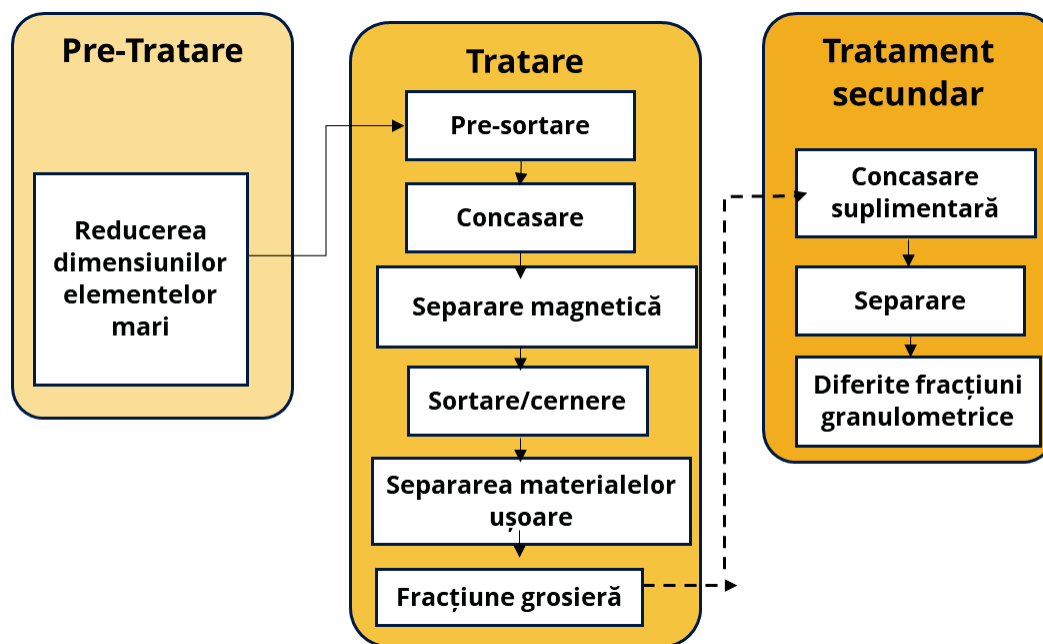 Pre-Tratare
Reducerea
dimensiunilor
elementelor
mari
Tratare
Pre-sortare
Concasare
Separare magnetică
Sortare/cernere
Separarea materialelor
ușoare
Fracțiune grosieră
Tratament
secundar
Concasare
suplimentară
Separare
Diferite fracțiuni
granulometrice